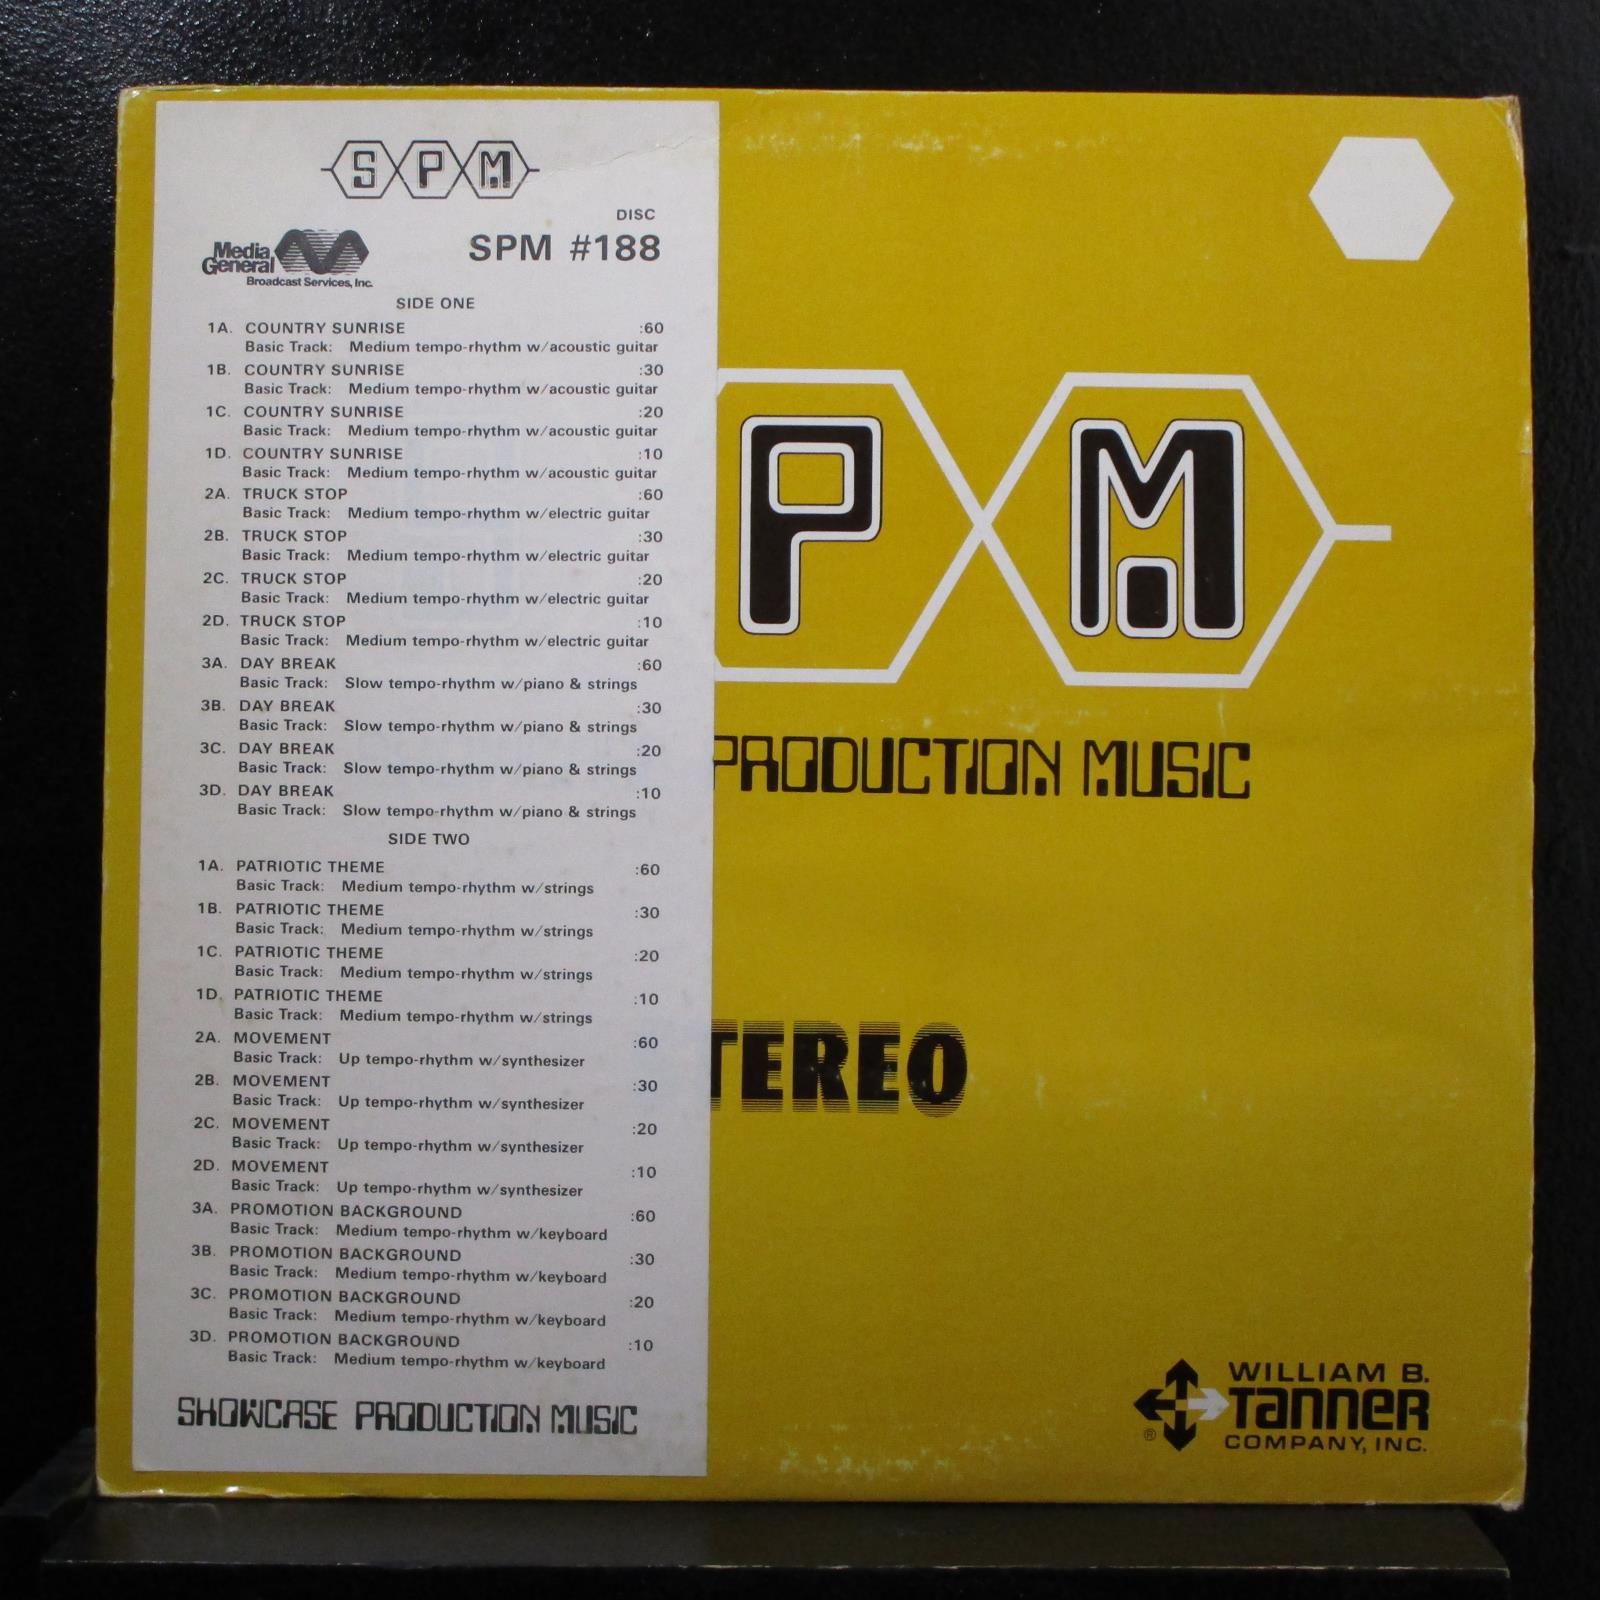 SPM
DISC
Media
General
Broadcast Services, Inc.
SPM #188
SIDE ONE
1A. COUNTRY SUNRISE :60
Basic Track: Medium tempo-rhythm w/acoustic guitar
1B. COUNTRY SUNRISE :30
Basic Track: Medium tempo-rhythm w/acoustic guitar
1C. COUNTRY SUNRISE :20
Basic Track: Medium tempo-rhythm w/acoustic guitar
1D. COUNTRY SUNRISE :10
Basic Track: Medium tempo-rhythm w/acoustic guitar
2A. TRUCK STOP :60
Basic Track: Medium tempo-rhythm w/electric guitar
2B. TRUCK STOP :30
Basic Track: Medium tempo-rhythm w/electric guitar
2C. TRUCK STOP :20
Basic Track: Medium tempo-rhythm w/electric guitar
2D. TRUCK STOP :10
Basic Track: Medium tempo-rhythm w/electric guitar
3A. DAY BREAK :60
Basic Track: Slow tempo-rhythm w/piano & strings
3B. DAY BREAK :30
Basic Track: Slow tempo-rhythm w/piano & strings
3C. DAY BREAK :20
Basic Track: Slow tempo-rhythm w/piano & strings
3D. DAY BREAK :10
Basic Track: Slow tempo-rhythm w/piano & strings
SIDE TWO
1A. PATRIOTIC THEME :60
Basic Track: Medium tempo-rhythm w/strings
1B. PATRIOTIC THEME :30
Basic Track: Medium tempo-rhythm w/strings
1C. PATRIOTIC THEME :20
Basic Track: Medium tempo-rhythm w/strings
1D. PATRIOTIC THEME :10
Basic Track: Medium tempo-rhythm w/strings
2A. MOVEMENT :60
Basic Track: Up tempo-rhythm w/synthesizer
2B. MOVEMENT :30
Basic Track: Up tempo-rhythm w/synthesizer
2C. MOVEMENT :20
Basic Track: Up tempo-rhythm w/synthesizer
2D. MOVEMENT :10
Basic Track: Up tempo-rhythm w/synthesizer
3A. PROMOTION BACKGROUND :60
Basic Track: Medium tempo-rhythm w/keyboard
3B. PROMOTION BACKGROUND :30
Basic Track: Medium tempo-rhythm w/keyboard
3C. PROMOTION BACKGROUND :20
Basic Track: Medium tempo-rhythm w/keyboard
3D. PROMOTION BACKGROUND :10
Basic Track: Medium tempo-rhythm w/keyboard
SHOWCASE PRODUCTION MUSIC
PM
PRODUCTION MUSIC
TEREO
WILLIAM B.
TANNER
COMPANY, INC.
®